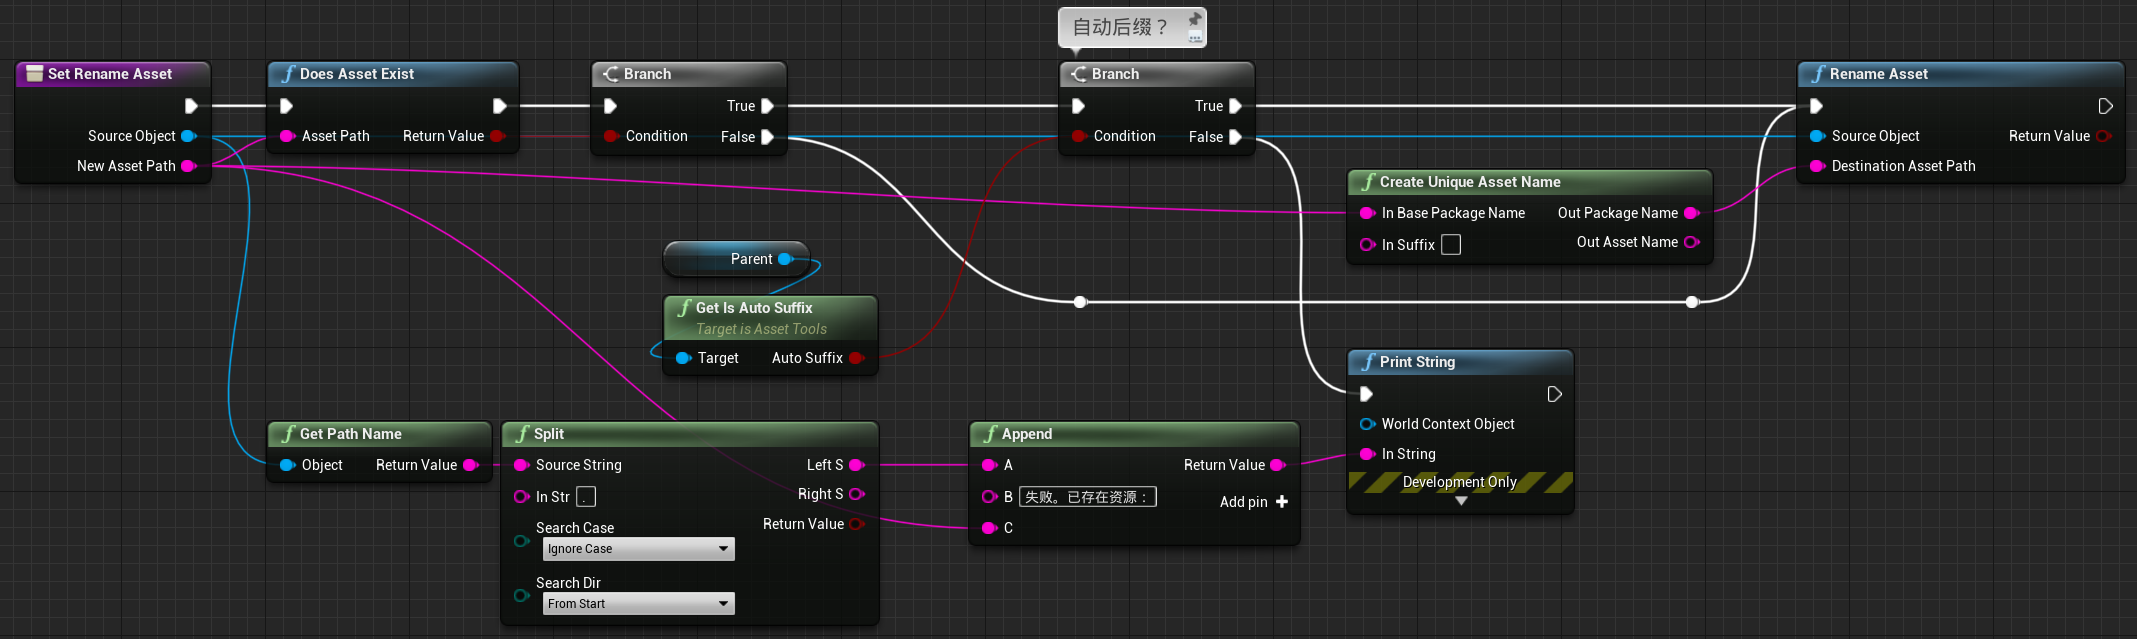 自动后缀？
Set Rename Asset
Source Object
New Asset Path
Does Asset Exist
Asset Path Return Value
Branch
True
Condition
False
Branch
True
Condition
False
Rename Asset
Source Object Return Value
Destination Asset Path
Create Unique Asset Name
In Base Package Name Out Package Name
In Suffix Out Asset Name
Parent
Get Is Auto Suffix
Target is Asset Tools
Target Auto Suffix
Print String
World Context Object
In String
Development Only
Get Path Name
Object Return Value
Split
Source String Left S
In Str . Right S
Return Value
Search Case
Ignore Case
Search Dir
From Start
Append
A Return Value
B 失败。已存在资源：
Add pin
C